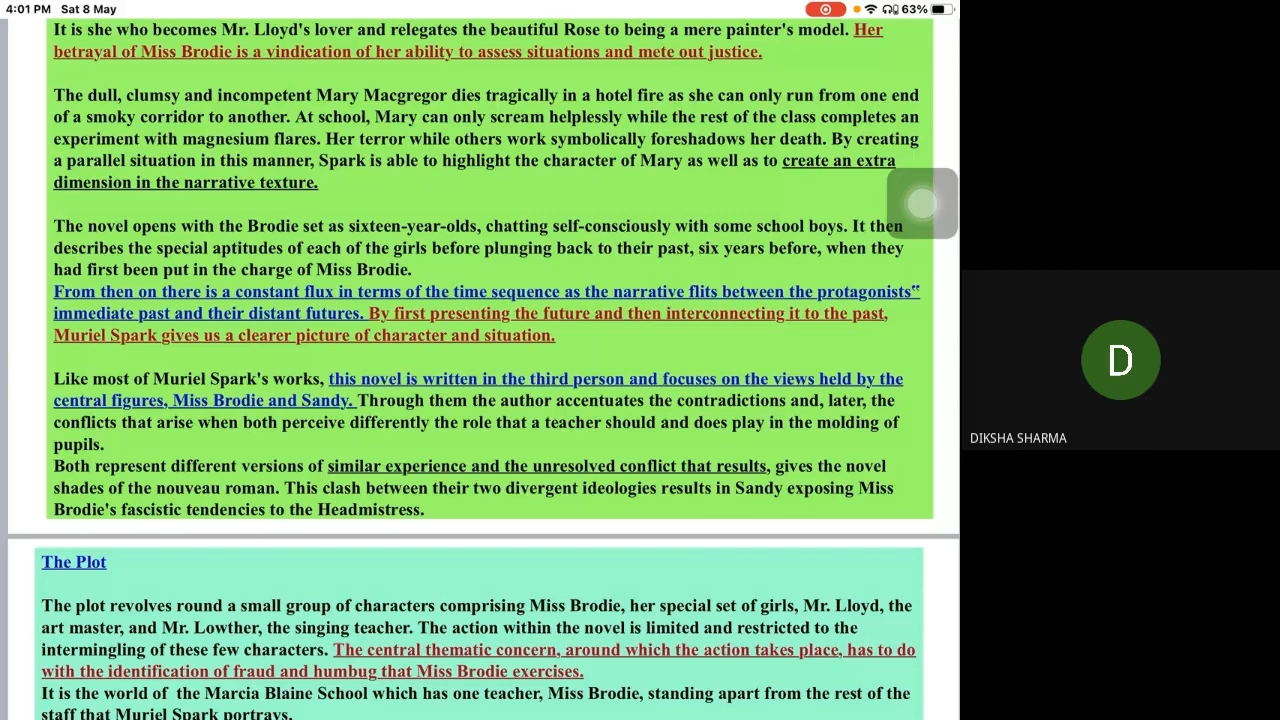 4:01 PM Sat 8 May
63%
It is she who becomes Mr. Lloyd's lover and relegates the beautiful Rose to being a mere painter's model. Her
betrayal of Miss Brodie is a vindication of her ability to assess situations and mete out justice.
The dull, clumsy and incompetent Mary Macgregor dies tragically in a hotel fire as she can only run from one end
of a smoky corridor to another. At school, Mary can only scream helplessly while the rest of the class completes an
experiment with magnesium flares. Her terror while others work symbolically foreshadows her death. By creating
a parallel situation in this manner, Spark is able to highlight the character of Mary as well as to create an extra
dimension in the narrative texture.
The novel opens with the Brodie set as sixteen-year-olds, chatting self-consciously with some school boys. It then
describes the special aptitudes of each of the girls before plunging back to their past, six years before, when they
had first been put in the charge of Miss Brodie.
From then on there is a constant flux in terms of the time sequence as the narrative flits between the protagonists‟
immediate past and their distant futures. By first presenting the future and then interconnecting it to the past,
Muriel Spark gives us a clearer picture of character and situation.
Like most of Muriel Spark's works, this novel is written in the third person and focuses on the views held by the
central figures, Miss Brodie and Sandy. Through them the author accentuates the contradictions and, later, the
conflicts that arise when both perceive differently the role that a teacher should and does play in the molding of
pupils.
Both represent different versions of similar experience and the unresolved conflict that results, gives the novel
shades of the nouveau roman. This clash between their two divergent ideologies results in Sandy exposing Miss
Brodie's fascistic tendencies to the Headmistress.
The Plot
The plot revolves round a small group of characters comprising Miss Brodie, her special set of girls, Mr. Lloyd, the
art master, and Mr. Lowther, the singing teacher. The action within the novel is limited and restricted to the
intermingling of these few characters. The central thematic concern, around which the action takes place, has to do
with the identification of fraud and humbug that Miss Brodie exercises.
It is the world of the Marcia Blaine School which has one teacher, Miss Brodie, standing apart from the rest of the
staff that Muriel Spark portrays.
D
DIKSHA SHARMA